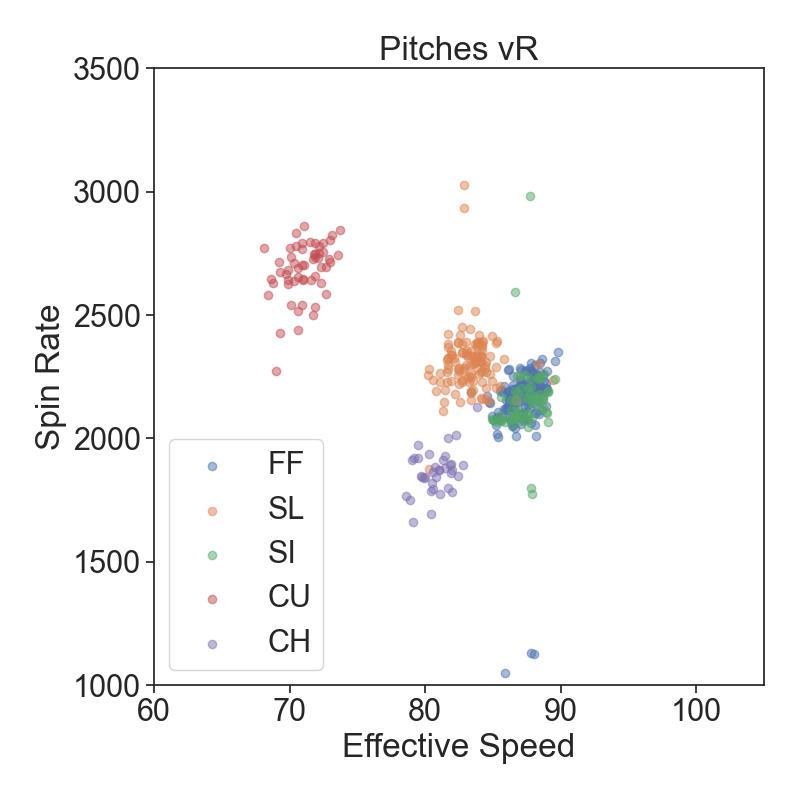 Pitches vR
3500
3000
2500
2000
1500
1000
Spin Rate
FF
SL
SI
CU
CH
60 70 80 90 100
Effective Speed